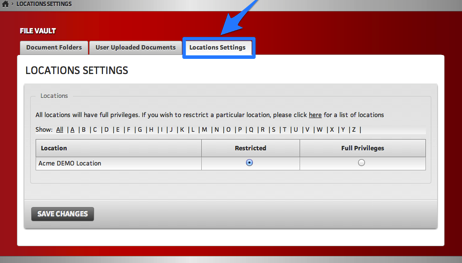 › LOCATIONS SETTINGS
FILE VAULT
Document Folders User Uploaded Documents Locations Settings
LOCATIONS SETTINGS
Locations
All locations will have full privileges. If you wish to resctrict a particular location, please click here for a list of locations
Show: All | A | B | C | D | E | F | G | H | I | J | K | L | M | N | O | P | Q | R | S | T | U | V | W | X | Y | Z |
Location Restricted Full Privileges
Acme DEMO Location
SAVE CHANGES